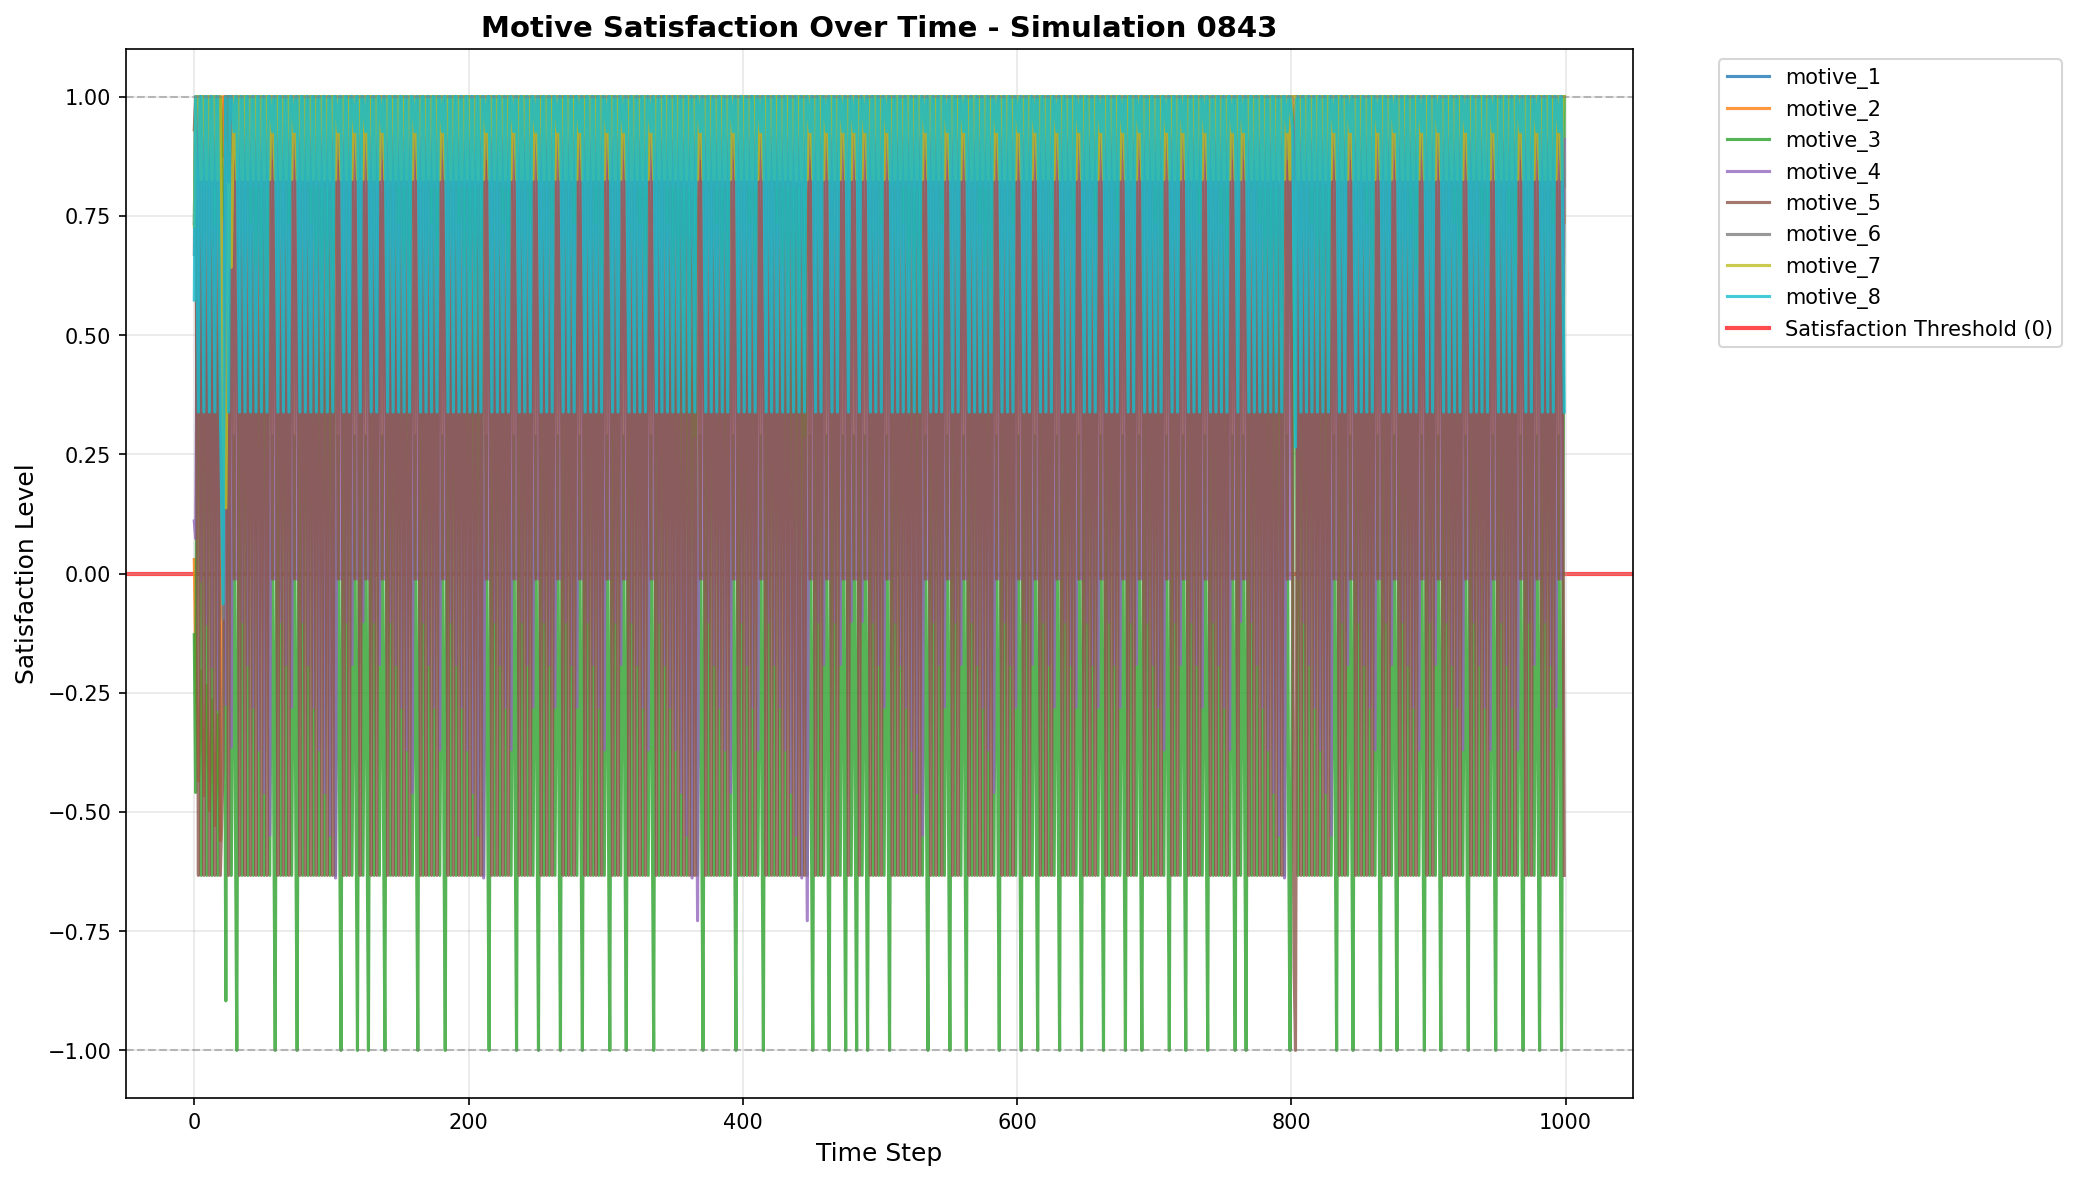 Motive Satisfaction Over Time - Simulation 0843
1.00
0.75
0.50
0.25
0.00
−0.25
−0.50
−0.75
−1.00
Satisfaction Level
0
200
400
600
800
1000
Time Step
motive_1
motive_2
motive_3
motive_4
motive_5
motive_6
motive_7
motive_8
Satisfaction Threshold (0)